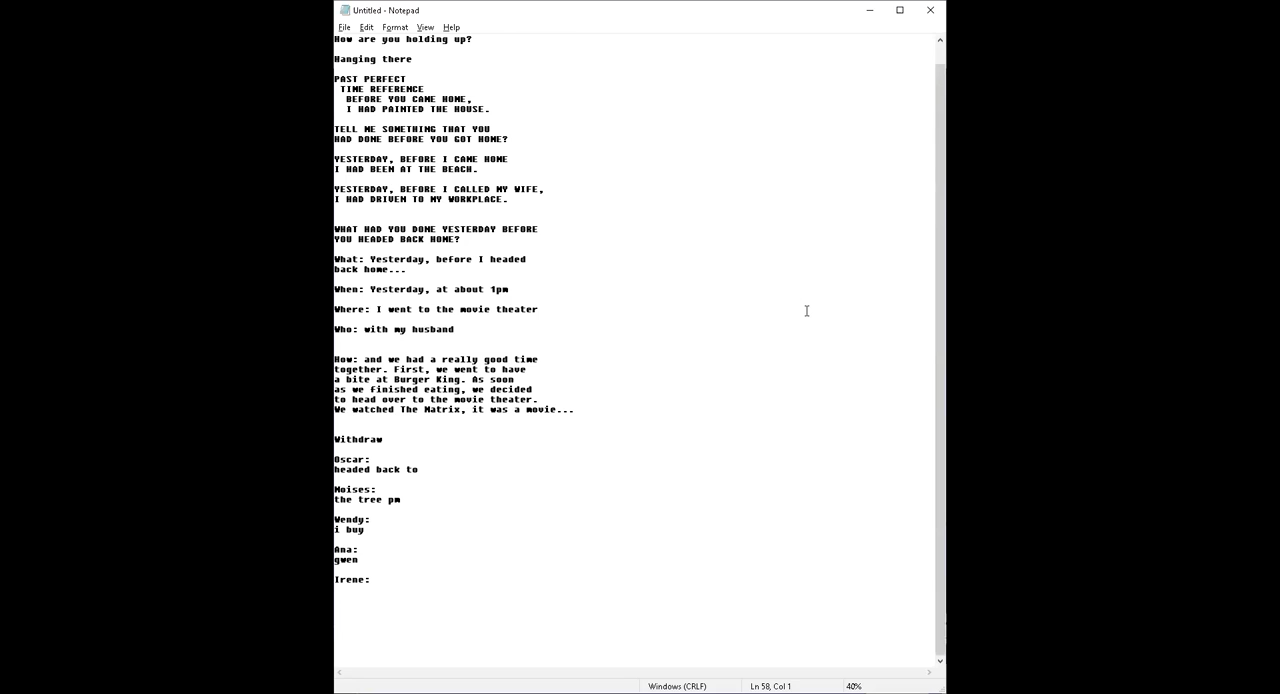 Untitled - Notepad
File Edit Format View Help
How are you holding up?
Hanging there
PAST PERFECT
TIME REFERENCE
BEFORE YOU CAME HOME,
I HAD PAINTED THE HOUSE.
TELL ME SOMETHING THAT YOU
HAD DONE BEFORE YOU GOT HOME?
YESTERDAY, BEFORE I CAME HOME
I HAD BEEN AT THE BEACH.
YESTERDAY, BEFORE I CALLED MY WIFE,
I HAD DRIVEN TO MY WORKPLACE.
WHAT HAD YOU DONE YESTERDAY BEFORE
YOU HEADED BACK HOME?
What: Yesterday, before I headed
back home...
When: Yesterday, at about 1pm
Where: I went to the movie theater
Who: with my husband
How: and we had a really good time
together. First, we went to have
a bite at Burger King. As soon
as we finished eating, we decided
to head over to the movie theater.
We watched The Matrix, it was a movie...
Withdraw
Oscar:
headed back to
Moises:
the tree pm
Wendy:
i buy
Ana:
gwen
Irene:
Windows (CRLF) Ln 58, Col 1 40%